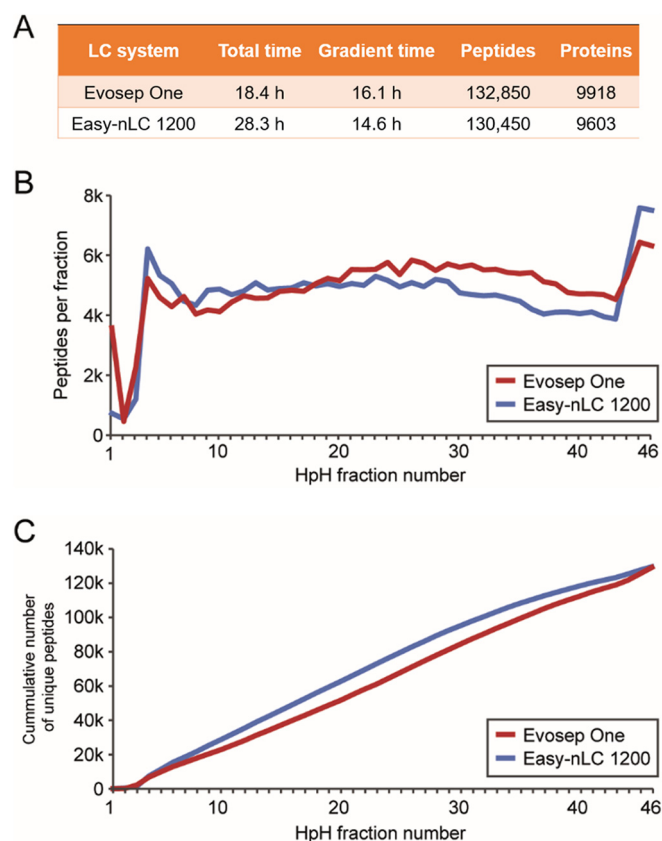 A
LC system Total time Gradient time Peptides Proteins
Evosep One 18.4 h 16.1 h 132,850 9918
Easy-nLC 1200 28.3 h 14.6 h 130,450 9603
B
8k
6k
4k
2k
0
Peptides per fraction
Evosep One
Easy-nLC 1200
1 10 20 30 40 46
HpH fraction number
C
140k
120k
100k
80k
60k
40k
20k
0
Cummulative number
of unique peptides
Evosep One
Easy-nLC 1200
1 10 20 30 40 46
HpH fraction number